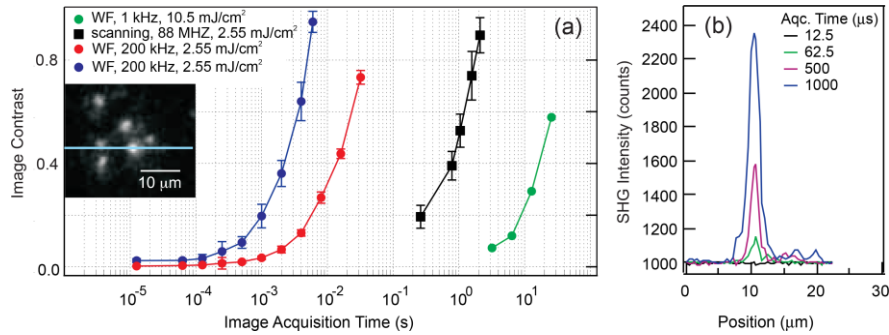 WF, 1 kHz, 10.5 mJ/cm²
scanning, 88 MHZ, 2.55 mJ/cm²
WF, 200 kHz, 2.55 mJ/cm²
WF, 200 kHz, 2.55 mJ/cm²
(a)
0.8
0.4
0.0
Image Contrast
10 μm
10⁻⁵ 10⁻⁴ 10⁻³ 10⁻² 10⁻¹ 10⁰ 10¹
Image Acquisition Time (s)
(b)
Aqc. Time (μs)
12.5
62.5
500
1000
2400
2200
2000
1800
1600
1400
1200
1000
SHG Intensity (counts)
0 10 20 30
Position (μm)